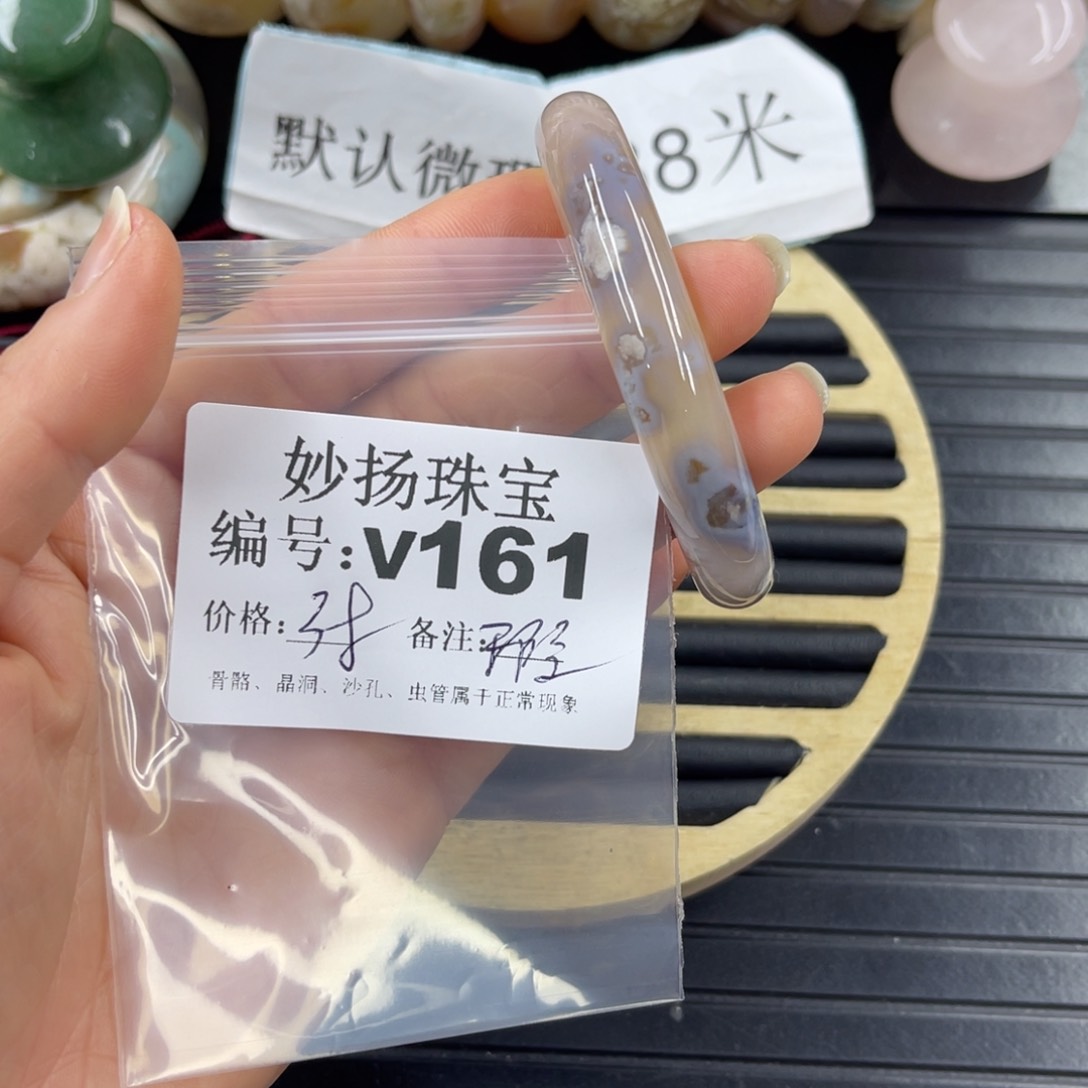 默认微瑕 8米
妙扬珠宝
编号:V161
价格: 备注:
骨骼、晶洞、沙孔、虫管属于正常现象